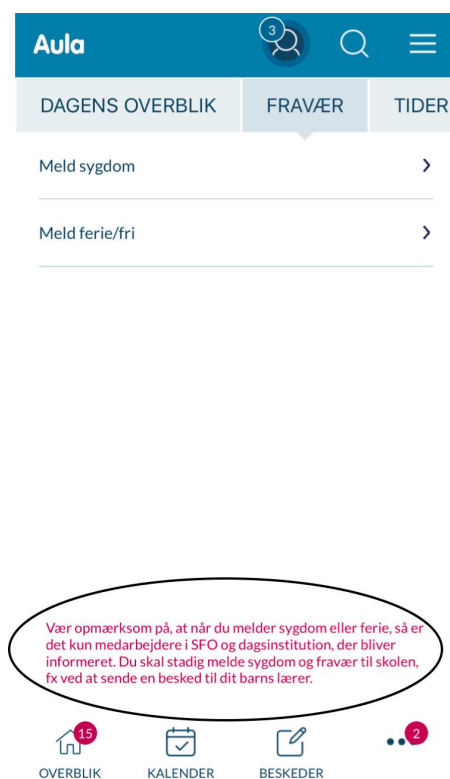 Aula
3
DAGENS OVERBLIK FRAVÆR TIDER
Meld sygdom
Meld ferie/fri
Vær opmærksom på, at når du melder sygdom eller ferie, så er
det kun medarbejdere i SFO og dagsinstitution, der bliver
informeret. Du skal stadig melde sygdom og fravær til skolen,
fx ved at sende en besked til dit barns lærer.
15
2
OVERBLIK KALENDER BESKEDER